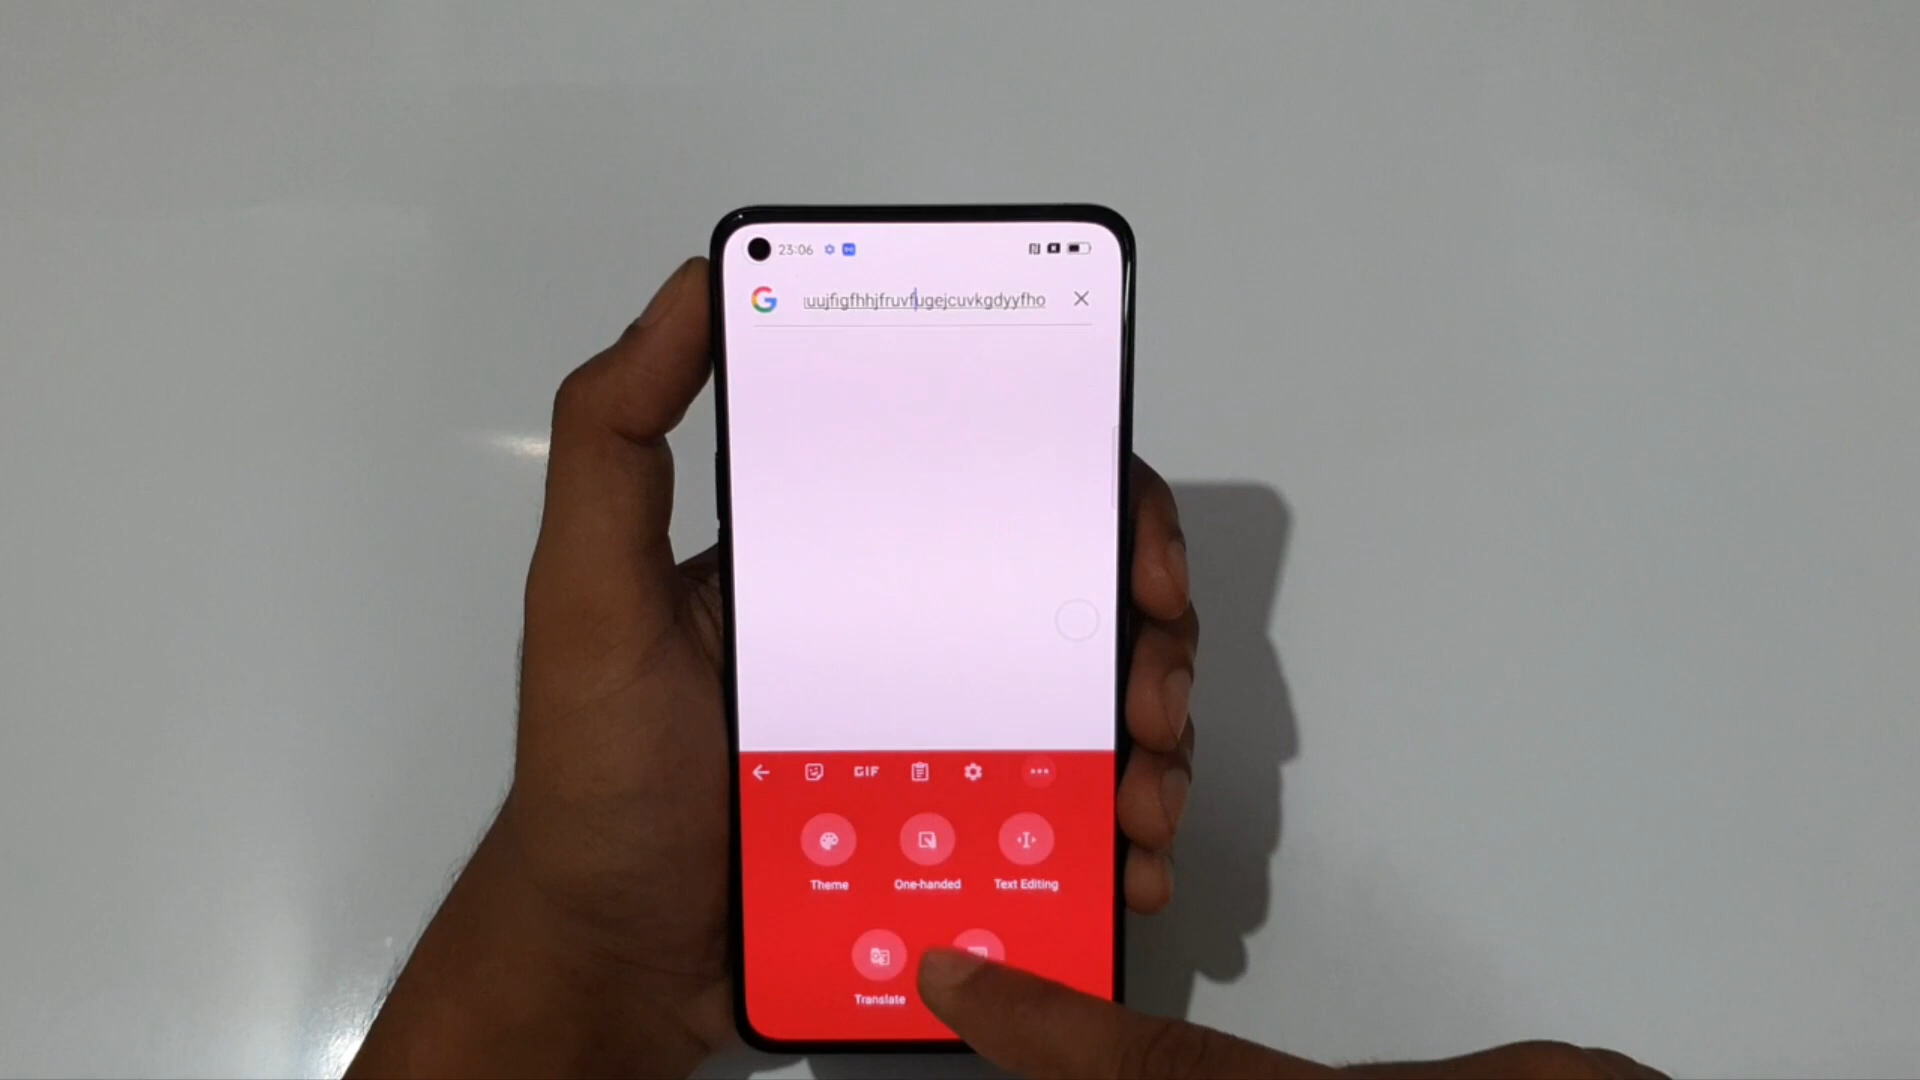 23:06
uujfigfhhjfruvfugejcuvkgdyyfho
GIF
Theme One-handed Text Editing
Translate